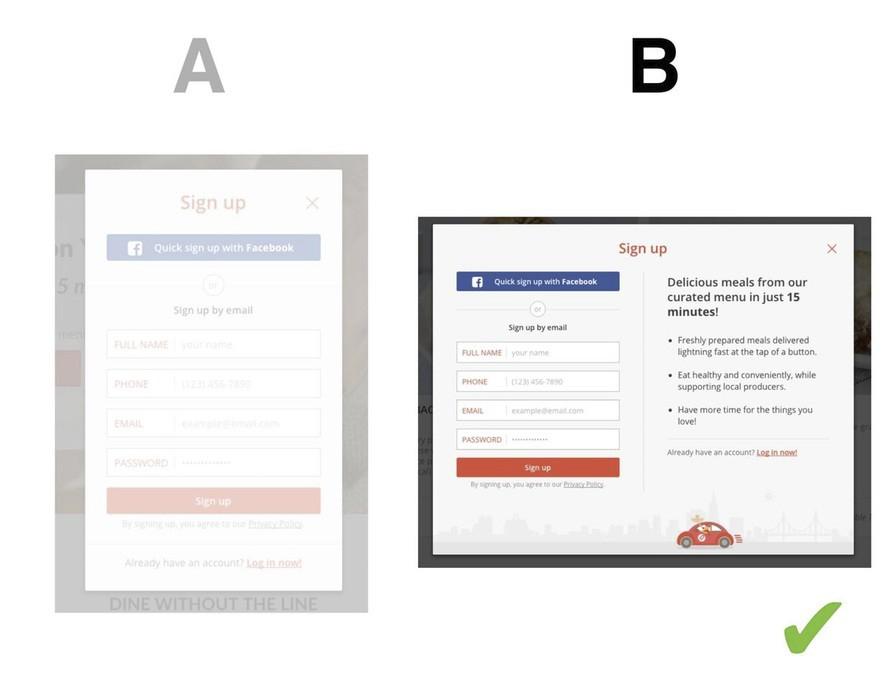 A
B
Sign up
Quick sign up with Facebook
or
Sign up by email
FULL NAME your name
PHONE (123) 456-7890
EMAIL example@email.com
PASSWORD •••••••••••••
Sign up
By signing up, you agree to our Privacy Policy.
Already have an account? Log in now!
DINE WITHOUT THE LINE
Sign up
Quick sign up with Facebook
or
Sign up by email
FULL NAME your name
PHONE (123) 456-7890
EMAIL example@email.com
PASSWORD •••••••••••••
Sign up
By signing up, you agree to our Privacy Policy.
Delicious meals from our
curated menu in just 15
minutes!
• Freshly prepared meals delivered
lightning fast at the tap of a button.
• Eat healthy and conveniently, while
supporting local producers.
• Have more time for the things you
love!
Already have an account? Log in now!